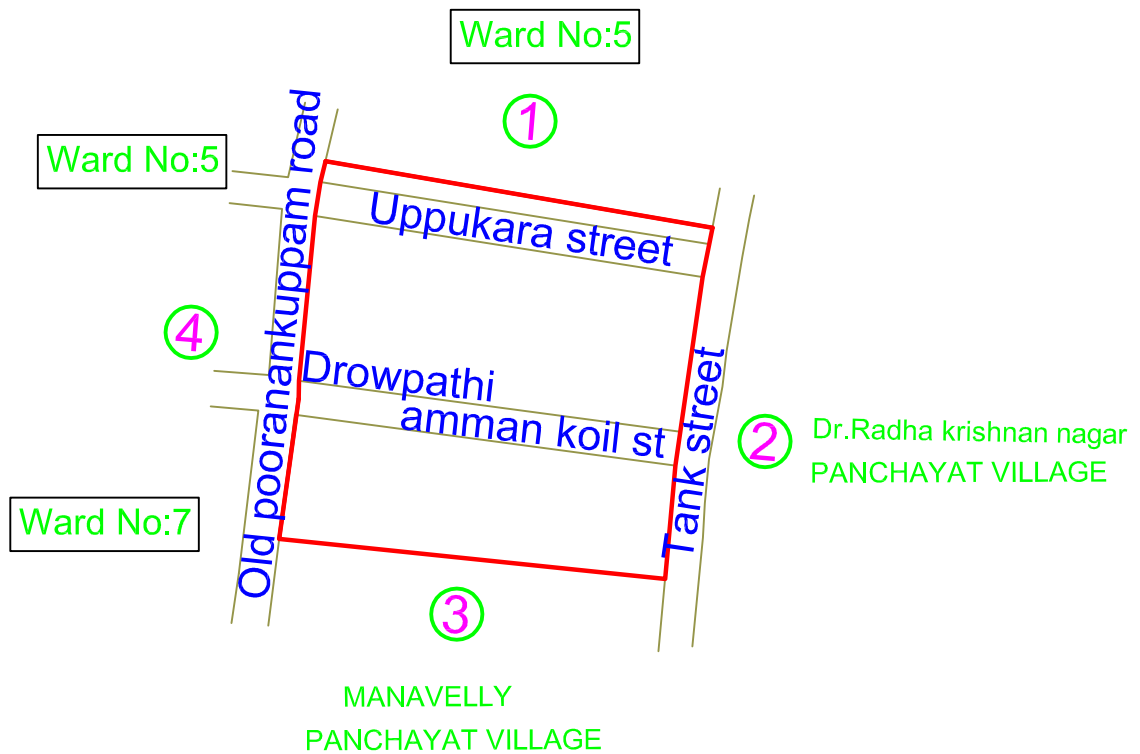 Ward No:5
1
Ward No:5
Old pooranankuppam road
Uppukara street
4
Drowpathi
amman koil st
Tank street
2
Dr.Radha krishnan nagar
PANCHAYAT VILLAGE
Ward No:7
3
MANAVELLY
PANCHAYAT VILLAGE